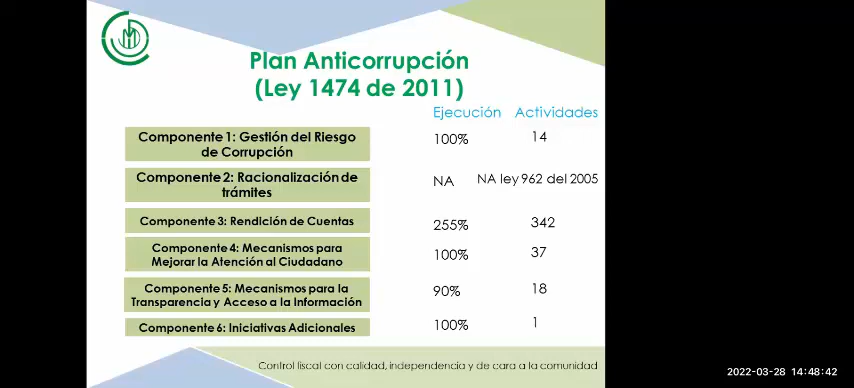 Plan Anticorrupción
(Ley 1474 de 2011)
Ejecución Actividades
Componente 1: Gestión del Riesgo
de Corrupción
100% 14
Componente 2: Racionalización de
trámites
NA NA ley 962 del 2005
Componente 3: Rendición de Cuentas
255% 342
Componente 4: Mecanismos para
Mejorar la Atención al Ciudadano
100% 37
Componente 5: Mecanismos para la
Transparencia y Acceso a la Información
90% 18
Componente 6: Iniciativas Adicionales
100% 1
Control fiscal con calidad, independencia y de cara a la comunidad
2022-03-28 14:48:42